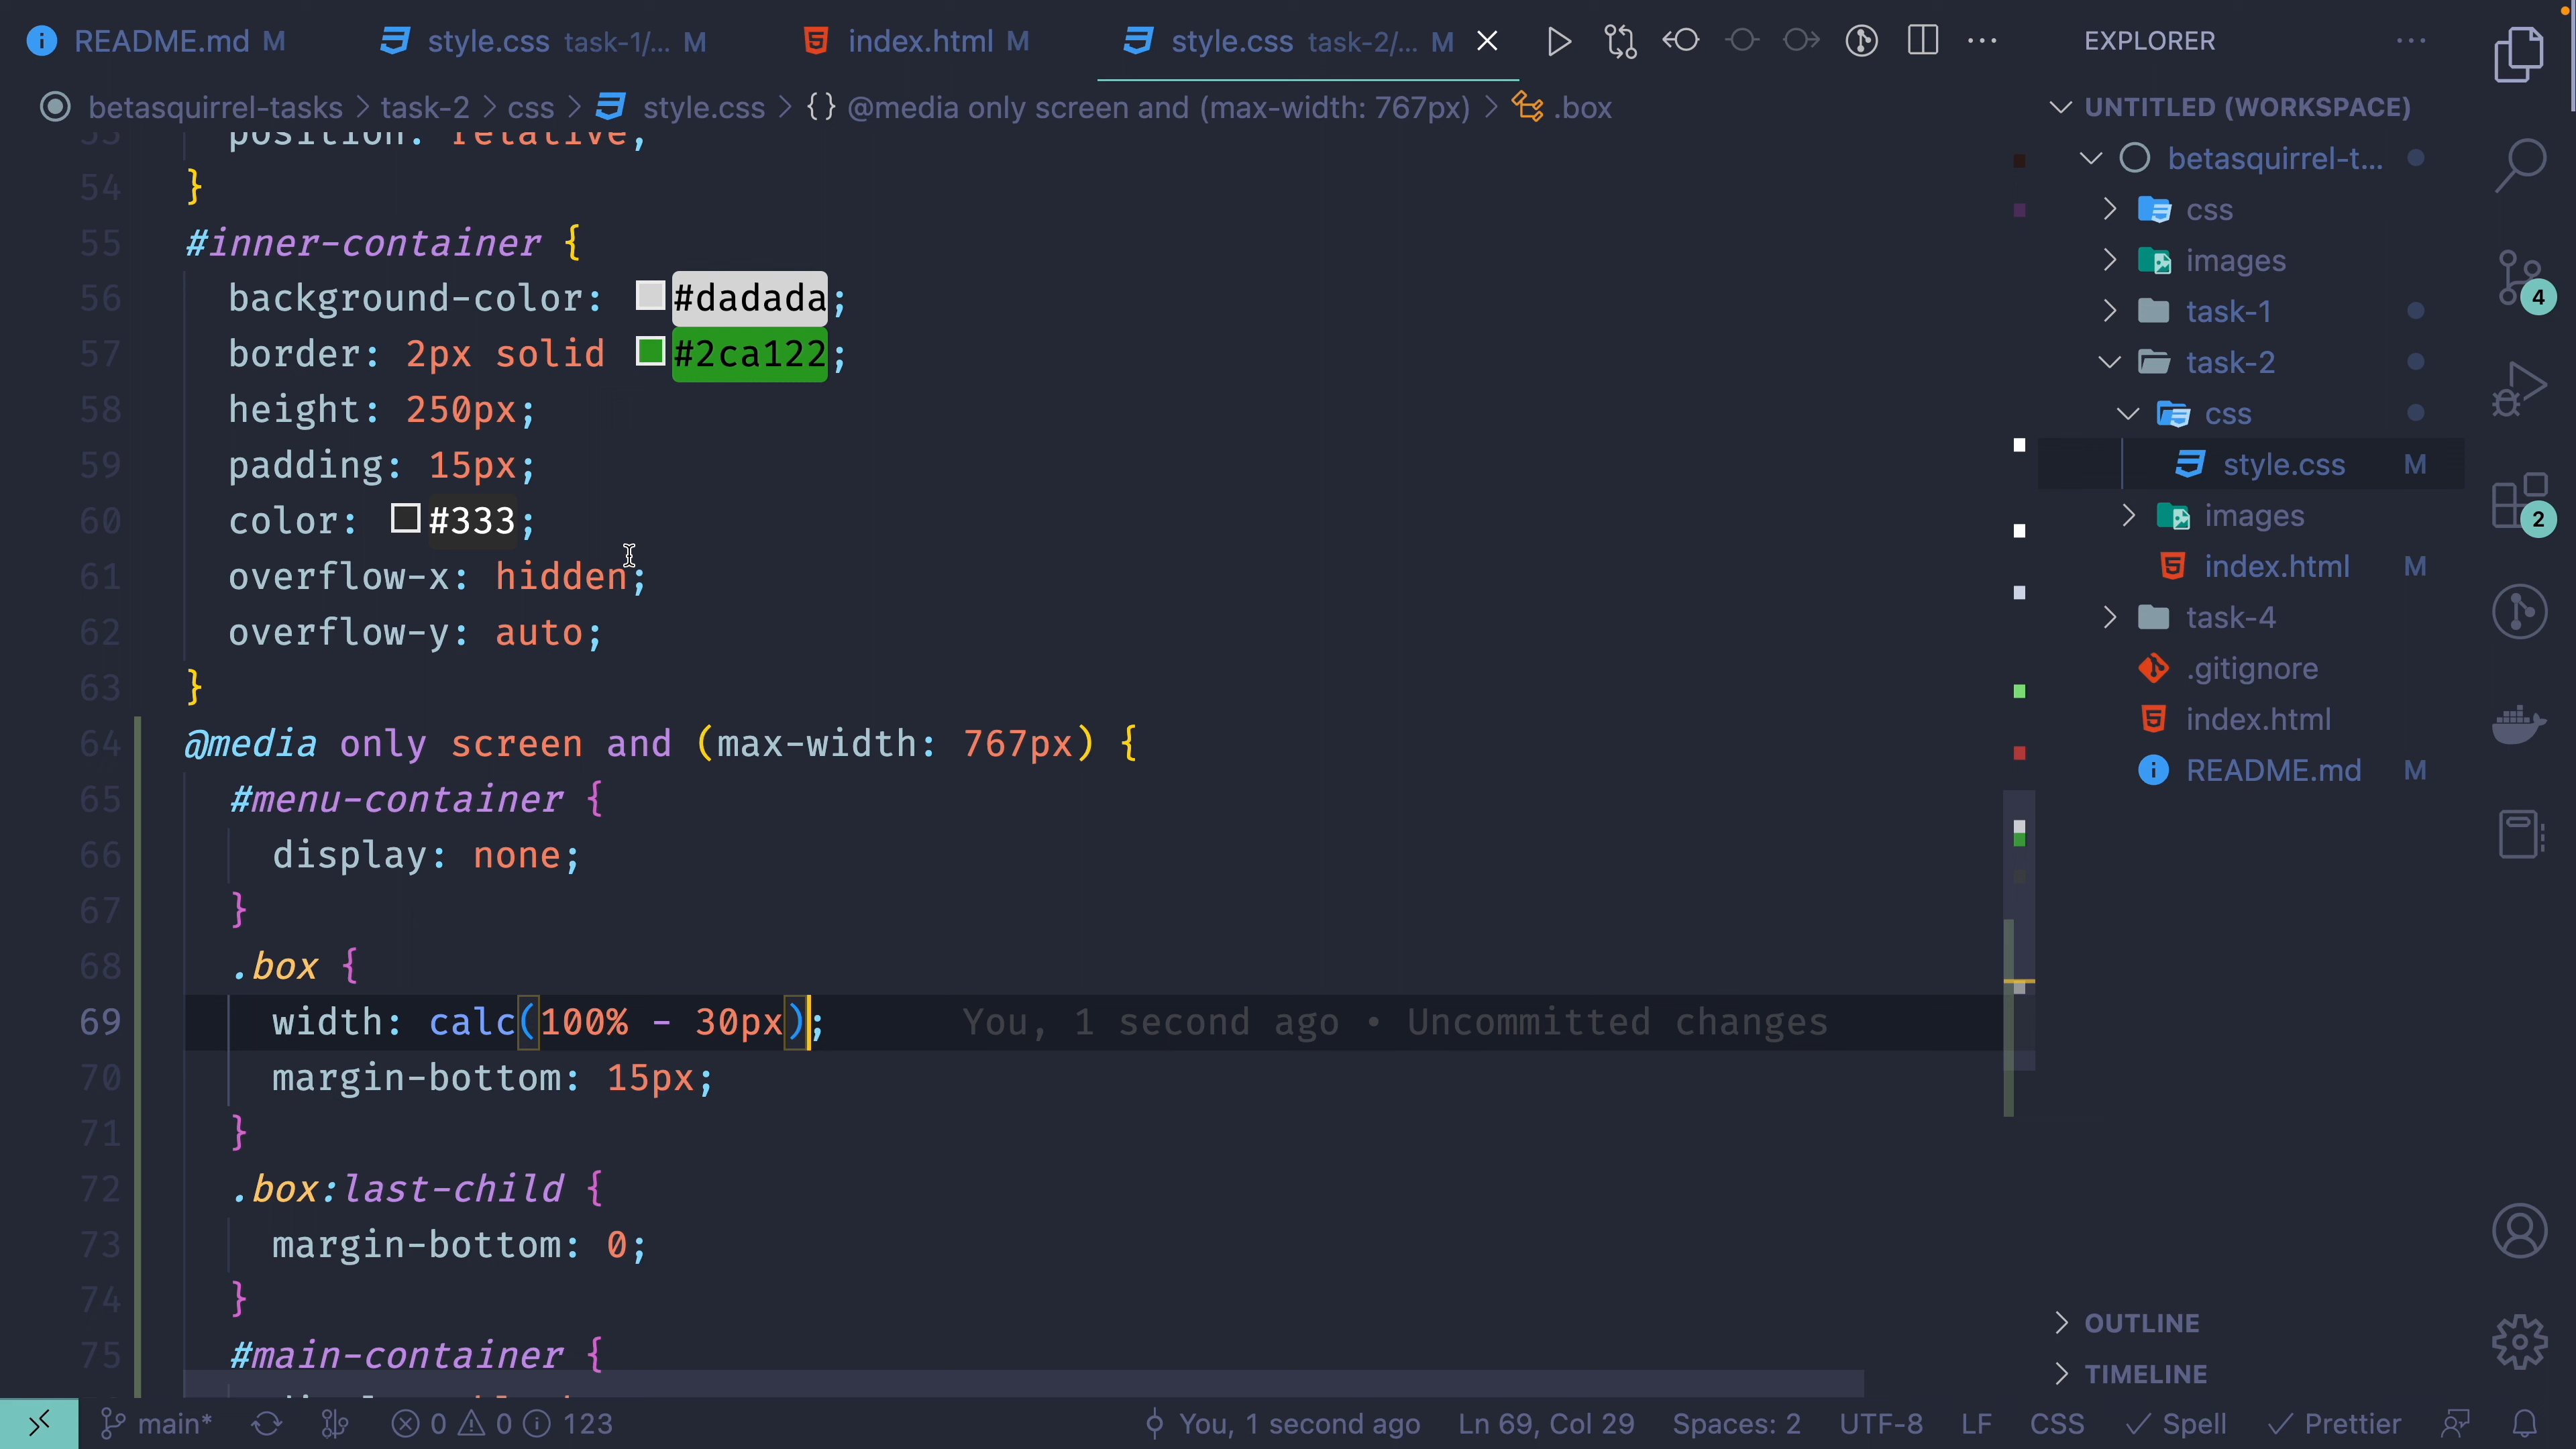 README.md M style.css task-1/... M index.html M style.css task-2/... M
betasquirrel-tasks > task-2 > css > style.css > {} @media only screen and (max-width: 767px) > .box
53 position: relative;
54 }
55 #inner-container {
56 background-color: #dadada;
57 border: 2px solid #2ca122;
58 height: 250px;
59 padding: 15px;
60 color: #333;
61 overflow-x: hidden;
62 overflow-y: auto;
63 }
64 @media only screen and (max-width: 767px) {
65 #menu-container {
66 display: none;
67 }
68 .box {
69 width: calc(100% - 30px); You, 1 second ago • Uncommitted changes
70 margin-bottom: 15px;
71 }
72 .box:last-child {
73 margin-bottom: 0;
74 }
75 #main-container {
EXPLORER
UNTITLED (WORKSPACE)
betasquirrel-t...
css
images
task-1
task-2
css
style.css M
images
index.html M
task-4
.gitignore
index.html
README.md M
OUTLINE
TIMELINE
4
2
main* 0 0 123 You, 1 second ago Ln 69, Col 29 Spaces: 2 UTF-8 LF CSS Spell Prettier